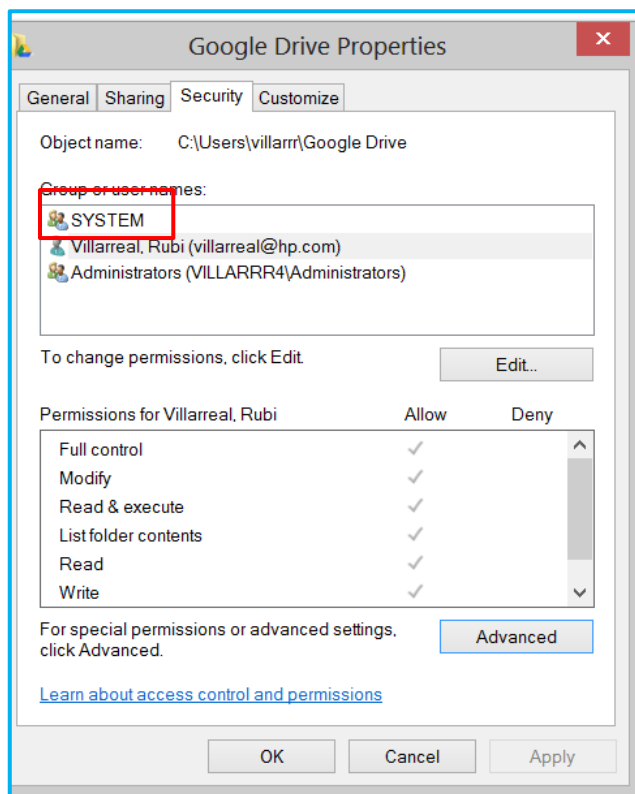 Google Drive Properties
General Sharing Security Customize
Object name: C:\Users\villarrr\Google Drive
Group or user names:
SYSTEM
Villarreal, Rubi (villarreal@hp.com)
Administrators (VILLARRR4\Administrators)
To change permissions, click Edit.
Edit...
Permissions for Villarreal, Rubi Allow Deny
Full control
Modify
Read & execute
List folder contents
Read
Write
For special permissions or advanced settings,
click Advanced.
Advanced
Learn about access control and permissions
OK Cancel Apply